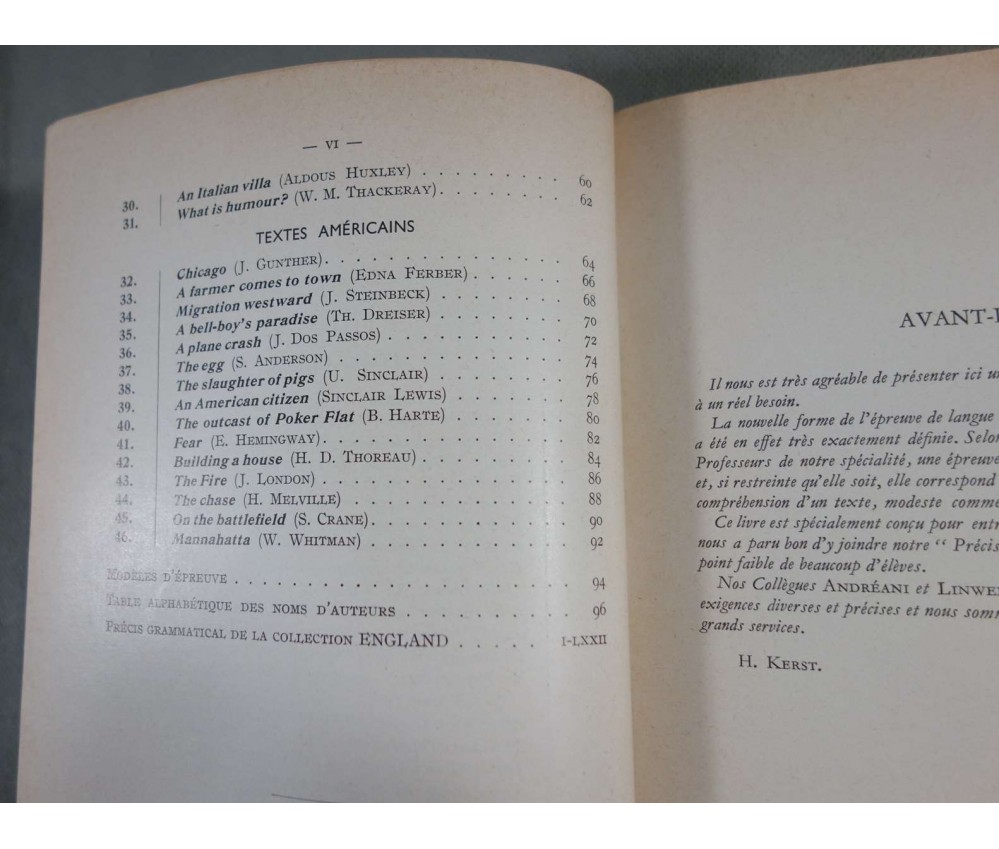 — VI —
30. An Italian villa (ALDOUS HUXLEY) . . . . . . . . . 60
31. What is humour? (W. M. THACKERAY). . . . . . . . 62
TEXTES AMÉRICAINS
32. Chicago (J. GUNTHER). . . . . . . . . . . . . . . 64
33. A farmer comes to town (EDNA FERBER) . . . . . . 66
34. Migration westward (J. STEINBECK) . . . . . . . . 68
35. A bell-boy's paradise (TH. DREISER) . . . . . . . . 70
36. A plane crash (J. DOS PASSOS) . . . . . . . . . . . 72
37. The egg (S. ANDERSON) . . . . . . . . . . . . . . 74
38. The slaughter of pigs (U. SINCLAIR) . . . . . . . . 76
39. An American citizen (SINCLAIR LEWIS) . . . . . . . 78
40. The outcast of Poker Flat (B. HARTE) . . . . . . . 80
41. Fear (E. HEMINGWAY) . . . . . . . . . . . . . . . 82
42. Building a house (H. D. THOREAU) . . . . . . . . . 84
43. The Fire (J. LONDON) . . . . . . . . . . . . . . . 86
44. The chase (H. MELVILLE) . . . . . . . . . . . . . 88
45. On the battlefield (S. CRANE). . . . . . . . . . . . 90
46. Mannahatta (W. WHITMAN) . . . . . . . . . . . . 92
MODÈLES D'ÉPREUVE . . . . . . . . . . . . . . . . . 94
TABLE ALPHABÉTIQUE DES NOMS D'AUTEURS . . . . . . . . 96
PRÉCIS GRAMMATICAL DE LA COLLECTION ENGLAND . . . . . I-LXXII
AVANT-
Il nous est très agréable de présenter ici
à un réel besoin.
La nouvelle forme de l'épreuve de langue
a été en effet très exactement définie. Selon
Professeurs de notre spécialité, une épreuve
et, si restreinte qu'elle soit, elle correspond
compréhension d'un texte, modeste comme
Ce livre est spécialement conçu pour
nous a paru bon d'y joindre notre " Précis
point faible de beaucoup d'élèves.
Nos Collègues ANDRÉANI et
exigences diverses et précises et nous
grands services.
H. KERST.